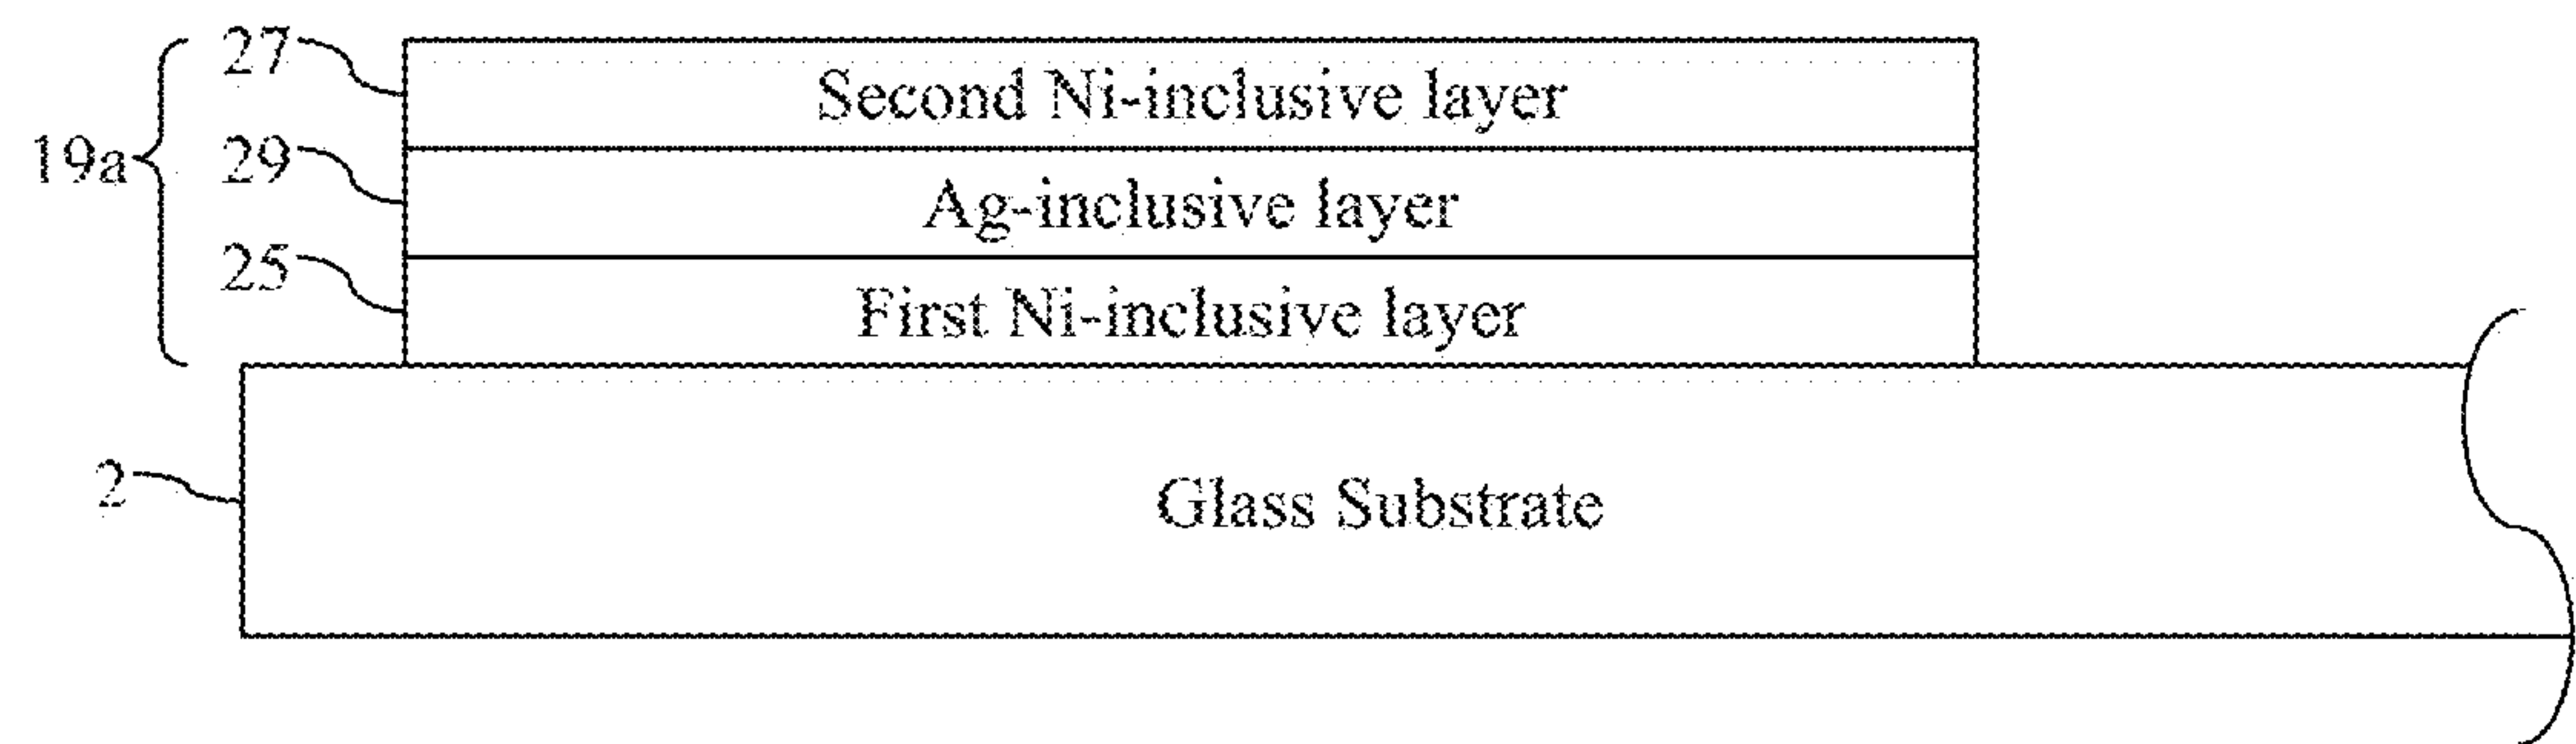 27
Second Ni-inclusive layer
19a
29
Ag-inclusive layer
25
First Ni-inclusive layer
2
Glass Substrate